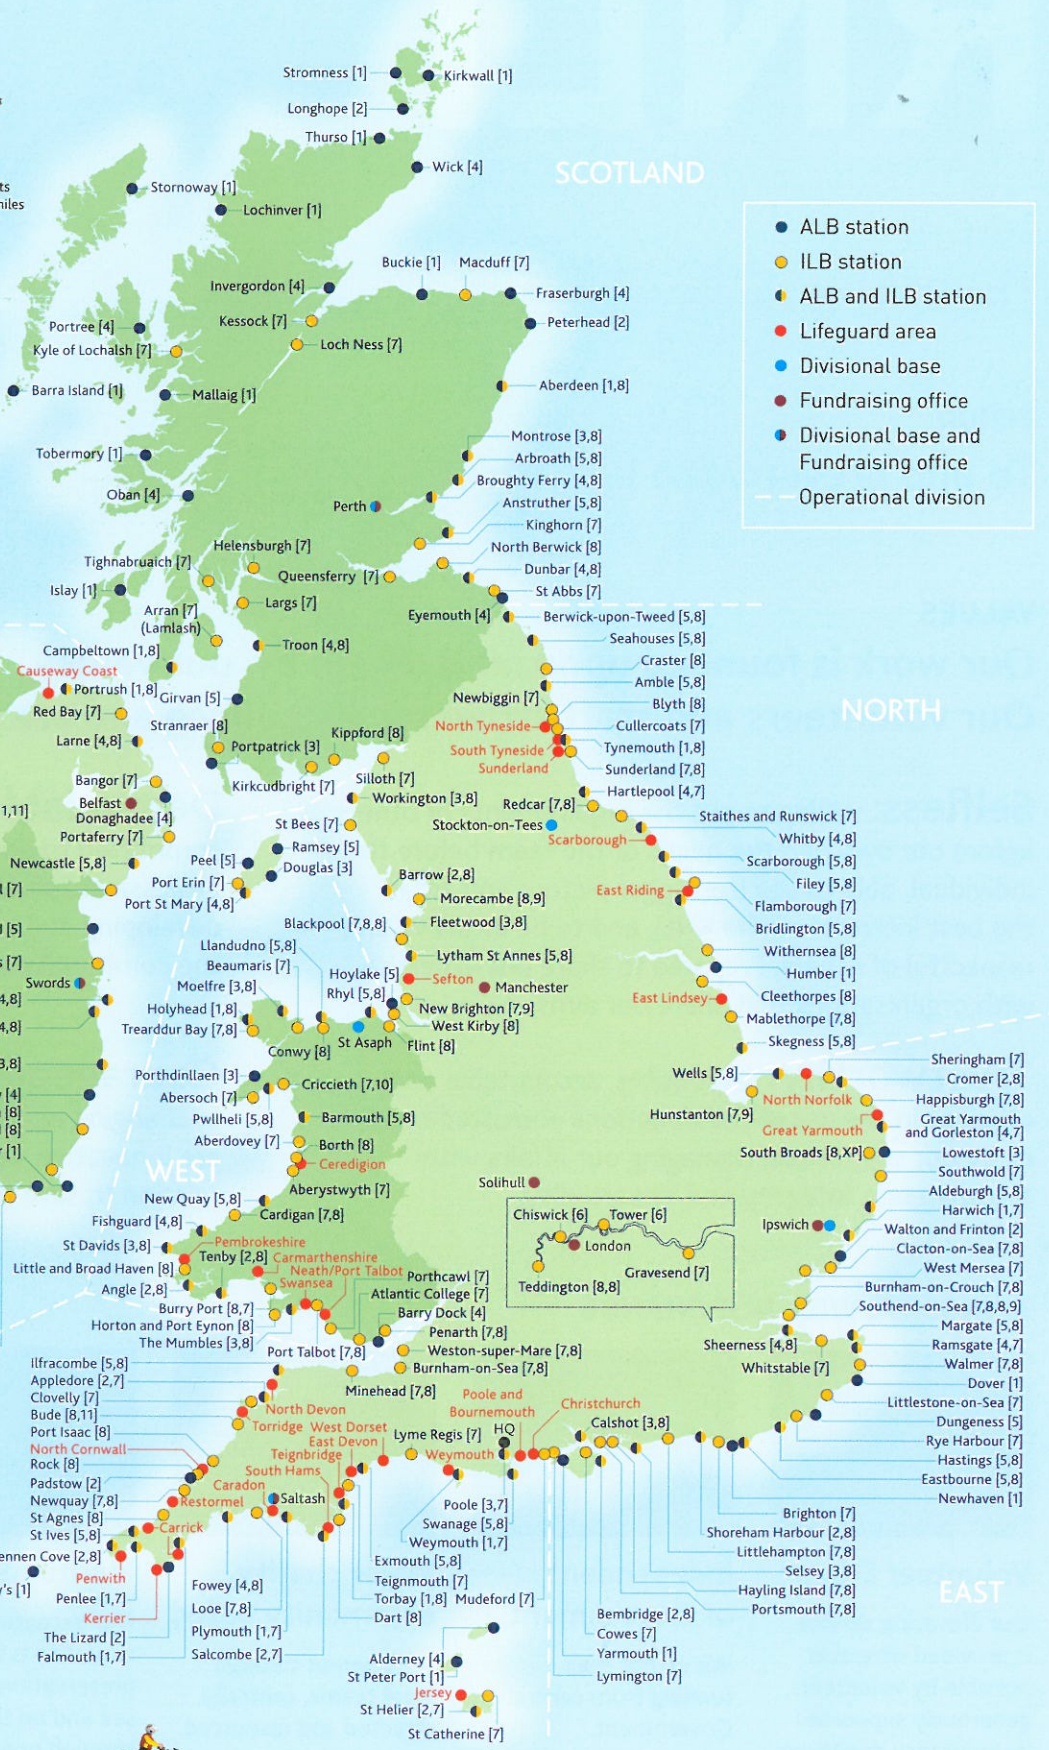 Stromness [1]
Kirkwall [1]
Longhope [2]
Thurso [1]
Wick [4]
SCOTLAND
Stornoway [1]
Lochinver [1]
ALB station
ILB station
ALB and ILB station
Lifeguard area
Divisional base
Fundraising office
Divisional base and
Fundraising office
Operational division
Buckie [1]
Macduff [7]
Invergordon [4]
Fraserburgh [4]
Kessock [7]
Peterhead [2]
Portree [4]
Kyle of Lochalsh [7]
Loch Ness [7]
Barra Island [1]
Mallaig [1]
Aberdeen [1,8]
Montrose [3,8]
Tobermory [1]
Arbroath [5,8]
Broughty Ferry [4,8]
Oban [4]
Perth
Anstruther [5,8]
Kinghorn [7]
Helensburgh [7]
North Berwick [8]
Tighnabruaich [7]
Queensferry [7]
Dunbar [4,8]
Islay [1]
St Abbs [7]
Largs [7]
Arran [7]
(Lamlash)
Eyemouth [4]
Berwick-upon-Tweed [5,8]
Troon [4,8]
Seahouses [5,8]
Campbeltown [1,8]
Craster [8]
Causeway Coast
Amble [5,8]
Portrush [1,8]
Girvan [5]
Newbiggin [7]
Blyth [8]
NORTH
Red Bay [7]
Stranraer [8]
North Tyneside
Cullercoats [7]
Larne [4,8]
Portpatrick [3]
Kippford [8]
South Tyneside
Tynemouth [1,8]
Sunderland
Sunderland [7,8]
Bangor [7]
Kirkcudbright [7]
Silloth [7]
Hartlepool [4,7]
Belfast
Workington [3,8]
Redcar [7,8]
1,11]
Donaghadee [4]
Staithes and Runswick [7]
St Bees [7]
Stockton-on-Tees
Portaferry [7]
Whitby [4,8]
Ramsey [5]
Scarborough
Newcastle [5,8]
Peel [5]
Douglas [3]
Scarborough [5,8]
Port Erin [7]
Barrow [2,8]
Filey [5,8]
Port St Mary [4,8]
Morecambe [8,9]
East Riding
Flamborough [7]
Blackpool [7,8,8]
Fleetwood [3,8]
Bridlington [5,8]
Llandudno [5,8]
Lytham St Annes [5,8]
Withernsea [8]
Beaumaris [7]
Hoylake [5]
Sefton
Humber [1]
Swords
Moelfre [3,8]
Rhyl [5,8]
Manchester
East Lindsey
Cleethorpes [8]
Holyhead [1,8]
New Brighton [7,9]
Mablethorpe [7,8]
Trearddur Bay [7,8]
West Kirby [8]
St Asaph
Flint [8]
Skegness [5,8]
Conwy [8]
Sheringham [7]
Porthdinllaen [3]
Wells [5,8]
Cromer [2,8]
Criccieth [7,10]
Abersoch [7]
North Norfolk
Happisburgh [7,8]
Pwllheli [5,8]
Barmouth [5,8]
Hunstanton [7,9]
Great Yarmouth
Great Yarmouth
and Gorleston [4,7]
Aberdovey [7]
Borth [8]
South Broads [8,XP]
Lowestoft [3]
WEST
Ceredigion
Southwold [7]
Aberystwyth [7]
Solihull
Aldeburgh [5,8]
New Quay [5,8]
Harwich [1,7]
Cardigan [7,8]
Chiswick [6]
Tower [6]
Ipswich
Fishguard [4,8]
Walton and Frinton [2]
St Davids [3,8]
Pembrokeshire
London
Clacton-on-Sea [7,8]
Tenby [2,8]
Carmarthenshire
Little and Broad Haven [8]
Neath/Port Talbot
Gravesend [7]
West Mersea [7]
Angle [2,8]
Swansea
Porthcawl [7]
Teddington [8,8]
Burnham-on-Crouch [7,8]
Atlantic College [7]
Burry Port [8,7]
Barry Dock [4]
Southend-on-Sea [7,8,8,9]
Horton and Port Eynon [8]
Penarth [7,8]
Margate [5,8]
The Mumbles [3,8]
Port Talbot [7,8]
Weston-super-Mare [7,8]
Sheerness [4,8]
Ramsgate [4,7]
Ilfracombe [5,8]
Burnham-on-Sea [7,8]
Whitstable [7]
Walmer [7,8]
Appledore [2,7]
Minehead [7,8]
Dover [1]
Clovelly [7]
North Devon
Poole and
Bournemouth
Christchurch
Littlestone-on-Sea [7]
Bude [8,11]
Torridge
West Dorset
HQ
Calshot [3,8]
Dungeness [5]
Port Isaac [8]
East Devon
Lyme Regis [7]
Rye Harbour [7]
North Cornwall
Teignbridge
Weymouth
Hastings [5,8]
Rock [8]
South Hams
Eastbourne [5,8]
Padstow [2]
Caradon
Newhaven [1]
Newquay [7,8]
Restormel
Saltash
Poole [3,7]
Brighton [7]
St Agnes [8]
Swanage [5,8]
Shoreham Harbour [2,8]
St Ives [5,8]
Carrick
Weymouth [1,7]
Littlehampton [7,8]
ennen Cove [2,8]
Exmouth [5,8]
Selsey [3,8]
Penwith
Teignmouth [7]
Hayling Island [7,8]
Penlee [1,7]
Fowey [4,8]
Torbay [1,8]
Mudeford [7]
Portsmouth [7,8]
EAST
Kerrier
Looe [7,8]
Dart [8]
Bembridge [2,8]
The Lizard [2]
Plymouth [1,7]
Cowes [7]
Falmouth [1,7]
Salcombe [2,7]
Yarmouth [1]
Alderney [4]
Lymington [7]
St Peter Port [1]
Jersey
St Helier [2,7]
St Catherine [7]